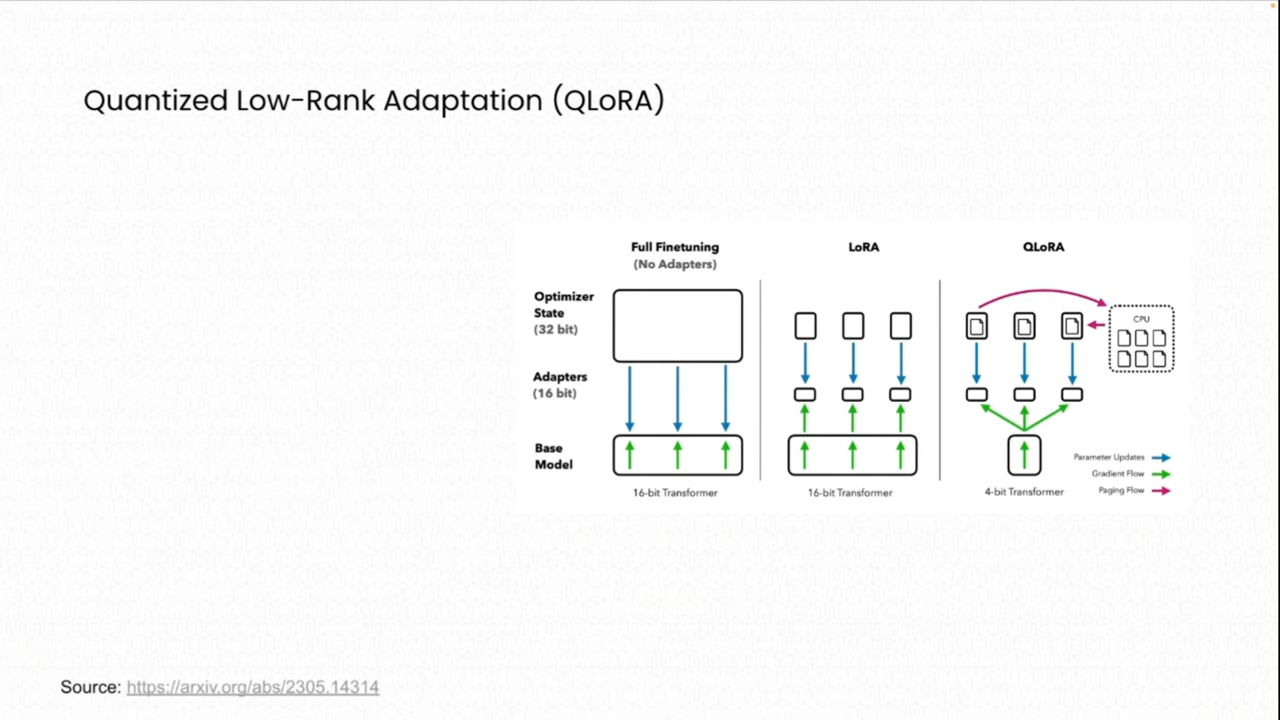 Quantized Low-Rank Adaptation (QLoRA)
Full Finetuning
(No Adapters)
LoRA
QLoRA
Optimizer
State
(32 bit)
CPU
Adapters
(16 bit)
Base
Model
Parameter Updates
Gradient Flow
Paging Flow
16-bit Transformer
16-bit Transformer
4-bit Transformer
Source: https://arxiv.org/abs/2305.14314